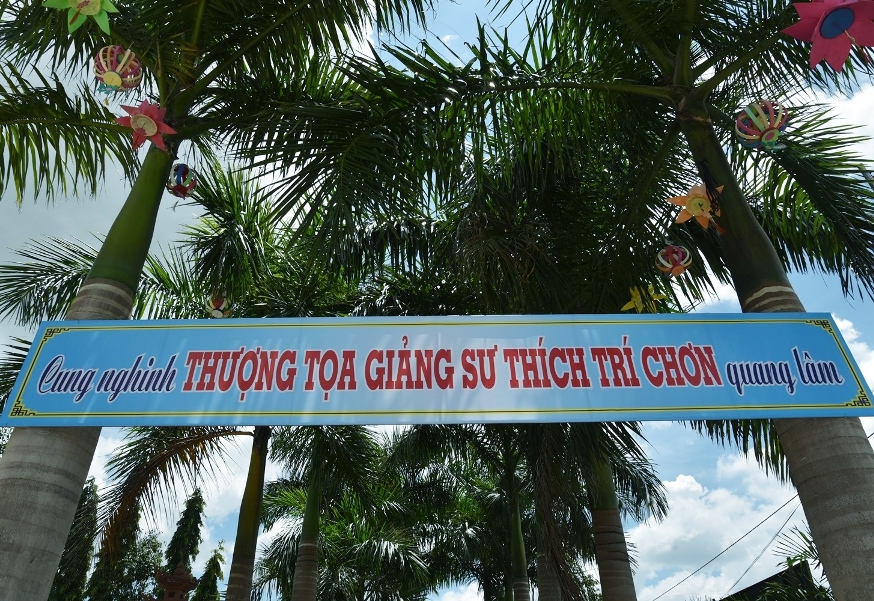 Cung nghinh THƯỢNG TỌA GIẢNG SƯ THÍCH TRÍ CHƠN quang lâm